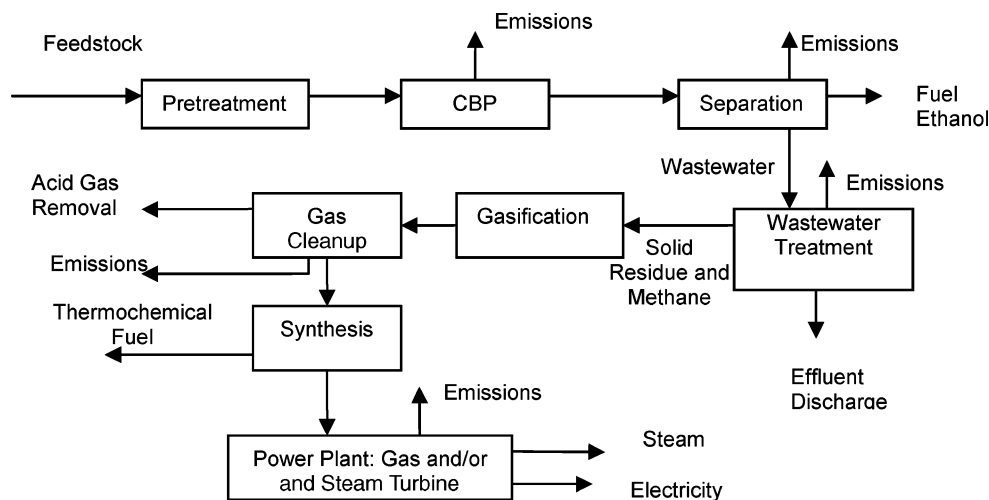 Emissions
Emissions
Feedstock
Pretreatment
CBP
Separation
Fuel
Ethanol
Wastewater
Emissions
Acid Gas
Removal
Gas
Cleanup
Gasification
Wastewater
Treatment
Solid
Residue and
Methane
Emissions
Thermochemical
Fuel
Synthesis
Effluent
Discharge
Emissions
Power Plant: Gas and/or
and Steam Turbine
Steam
Electricity